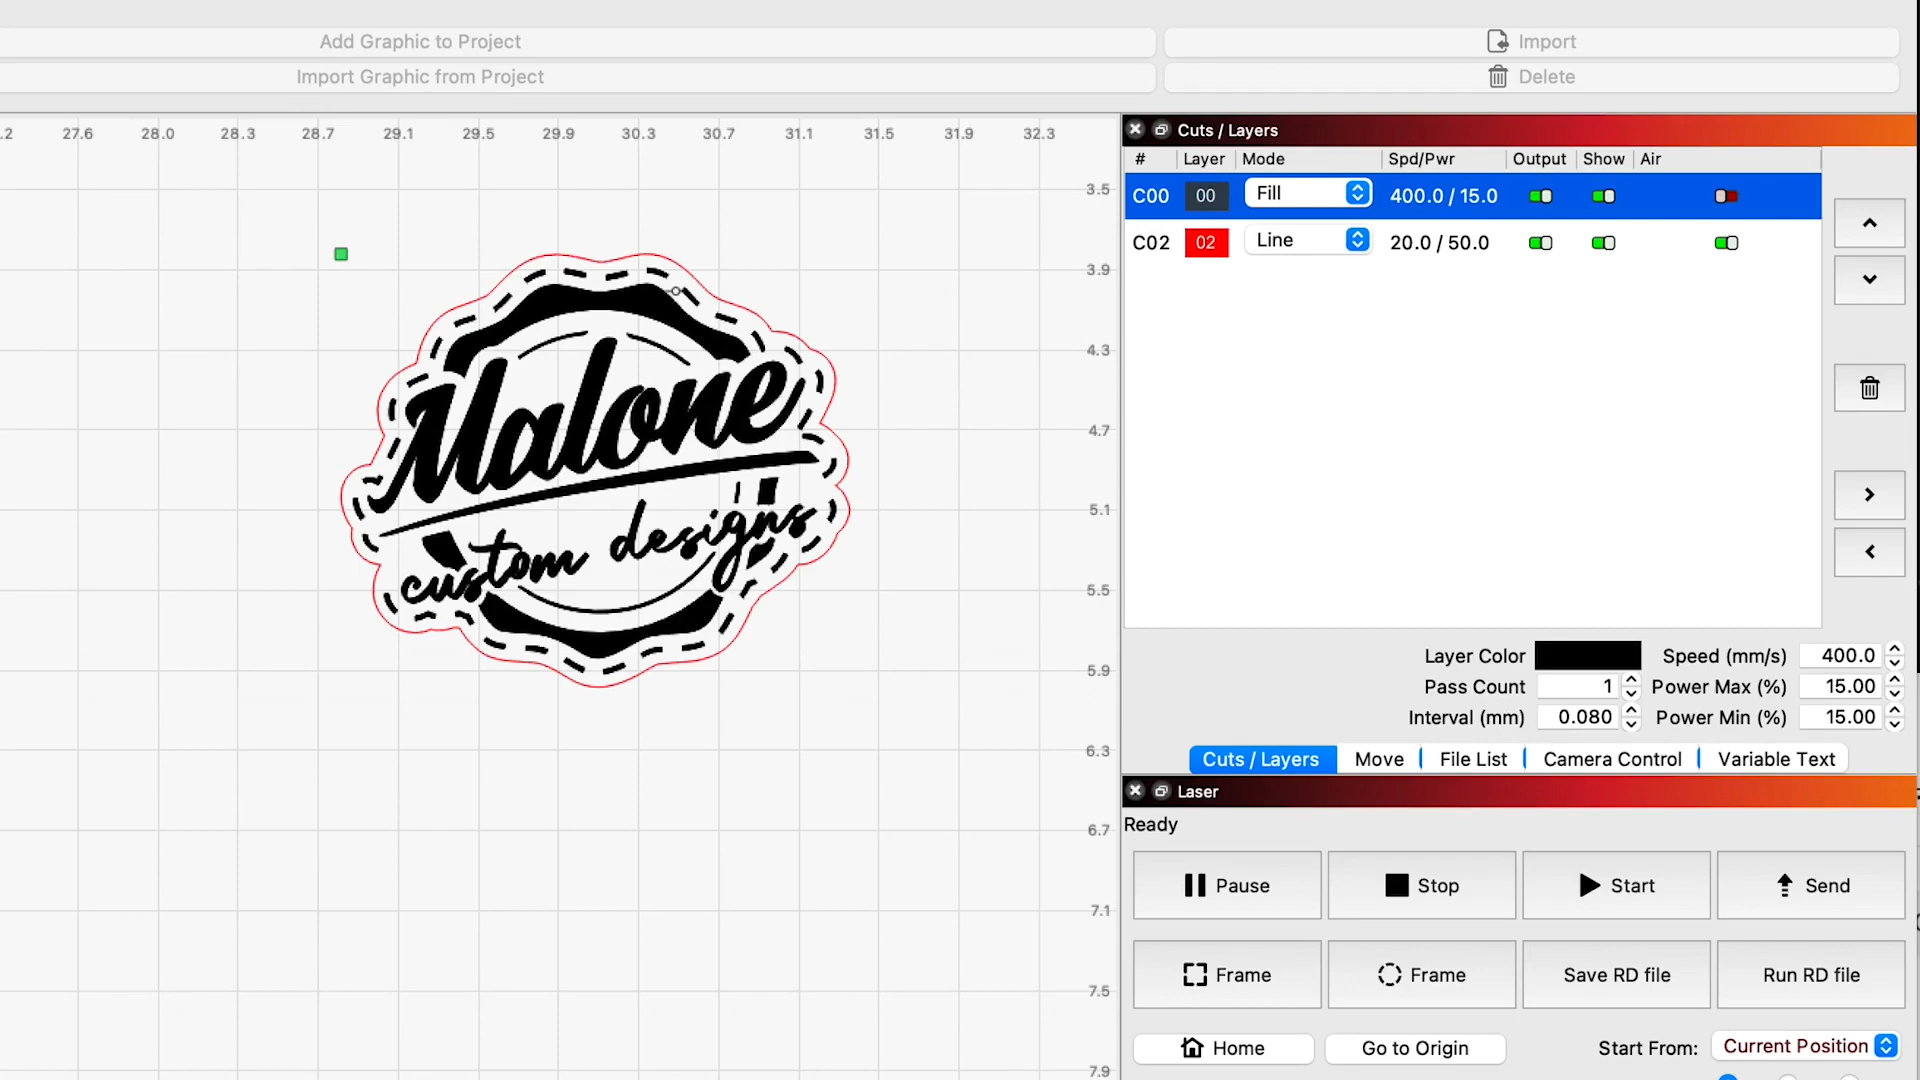 Add Graphic to Project
Import
Import Graphic from Project
Delete
.2 27.6 28.0 28.3 28.7 29.1 29.5 29.9 30.3 30.7 31.1 31.5 31.9 32.3
3.5
3.9
4.3
4.7
5.1
5.5
5.9
6.3
6.7
7.1
7.5
7.9
Malone
custom designs
Cuts / Layers
# Layer Mode Spd/Pwr Output Show Air
C00 00 Fill 400.0 / 15.0
C02 02 Line 20.0 / 50.0
Layer Color Speed (mm/s) 400.0
Pass Count 1 Power Max (%) 15.00
Interval (mm) 0.080 Power Min (%) 15.00
Cuts / Layers Move File List Camera Control Variable Text
Laser
Ready
Pause Stop Start Send
Frame Frame Save RD file Run RD file
Home Go to Origin Start From: Current Position